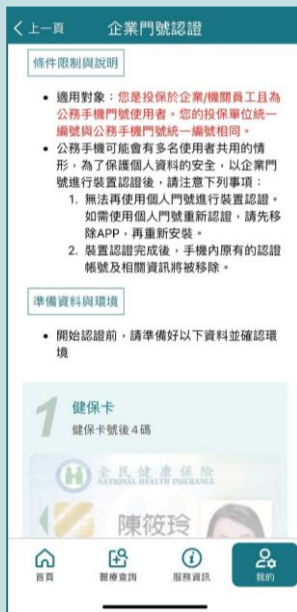 上一頁
企業門號認證
條件限制與說明
• 適用對象：您是投保於企業/機關員工且為
公務手機門號使用者。您的投保單位統一
編號與公務手機門號統一編號相同。
• 公務手機可能會有多名使用者共用的情
形，為了保護個人資料的安全，以企業門
號進行裝置認證後，請注意下列事項：
1. 無法再使用個人門號進行裝置認證。
如需使用個人門號重新認證，請先移
除APP，再重新安裝。
2. 裝置認證完成後，手機內原有的認證
帳號及相關資訊將被移除。
準備資料與環境
• 開始認證前，請準備好以下資料並確認環
境
1
健保卡
健保卡號後4碼
全民健康保險
NATIONAL HEALTH INSURANCE
陳筱玲
首頁
醫療查詢
服務資訊
我的